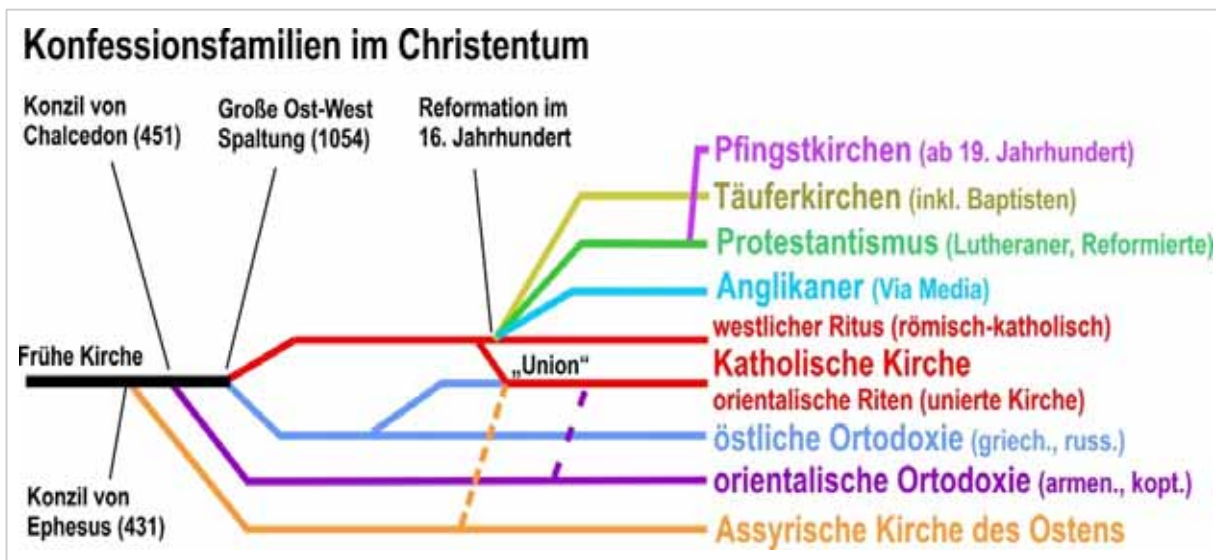 Konfessionsfamilien im Christentum
Konzil von
Chalcedon (451)
Große Ost-West
Spaltung (1054)
Reformation im
16. Jahrhundert
Pfingstkirchen (ab 19. Jahrhundert)
Täuferkirchen (inkl. Baptisten)
Protestantismus (Lutheraner, Reformierte)
Anglikaner (Via Media)
westlicher Ritus (römisch-katholisch)
Frühe Kirche
„Union“
Katholische Kirche
orientalische Riten (unierte Kirche)
östliche Ortodoxie (griech., russ.)
orientalische Ortodoxie (armen., kopt.)
Konzil von
Ephesus (431)
Assyrische Kirche des Ostens